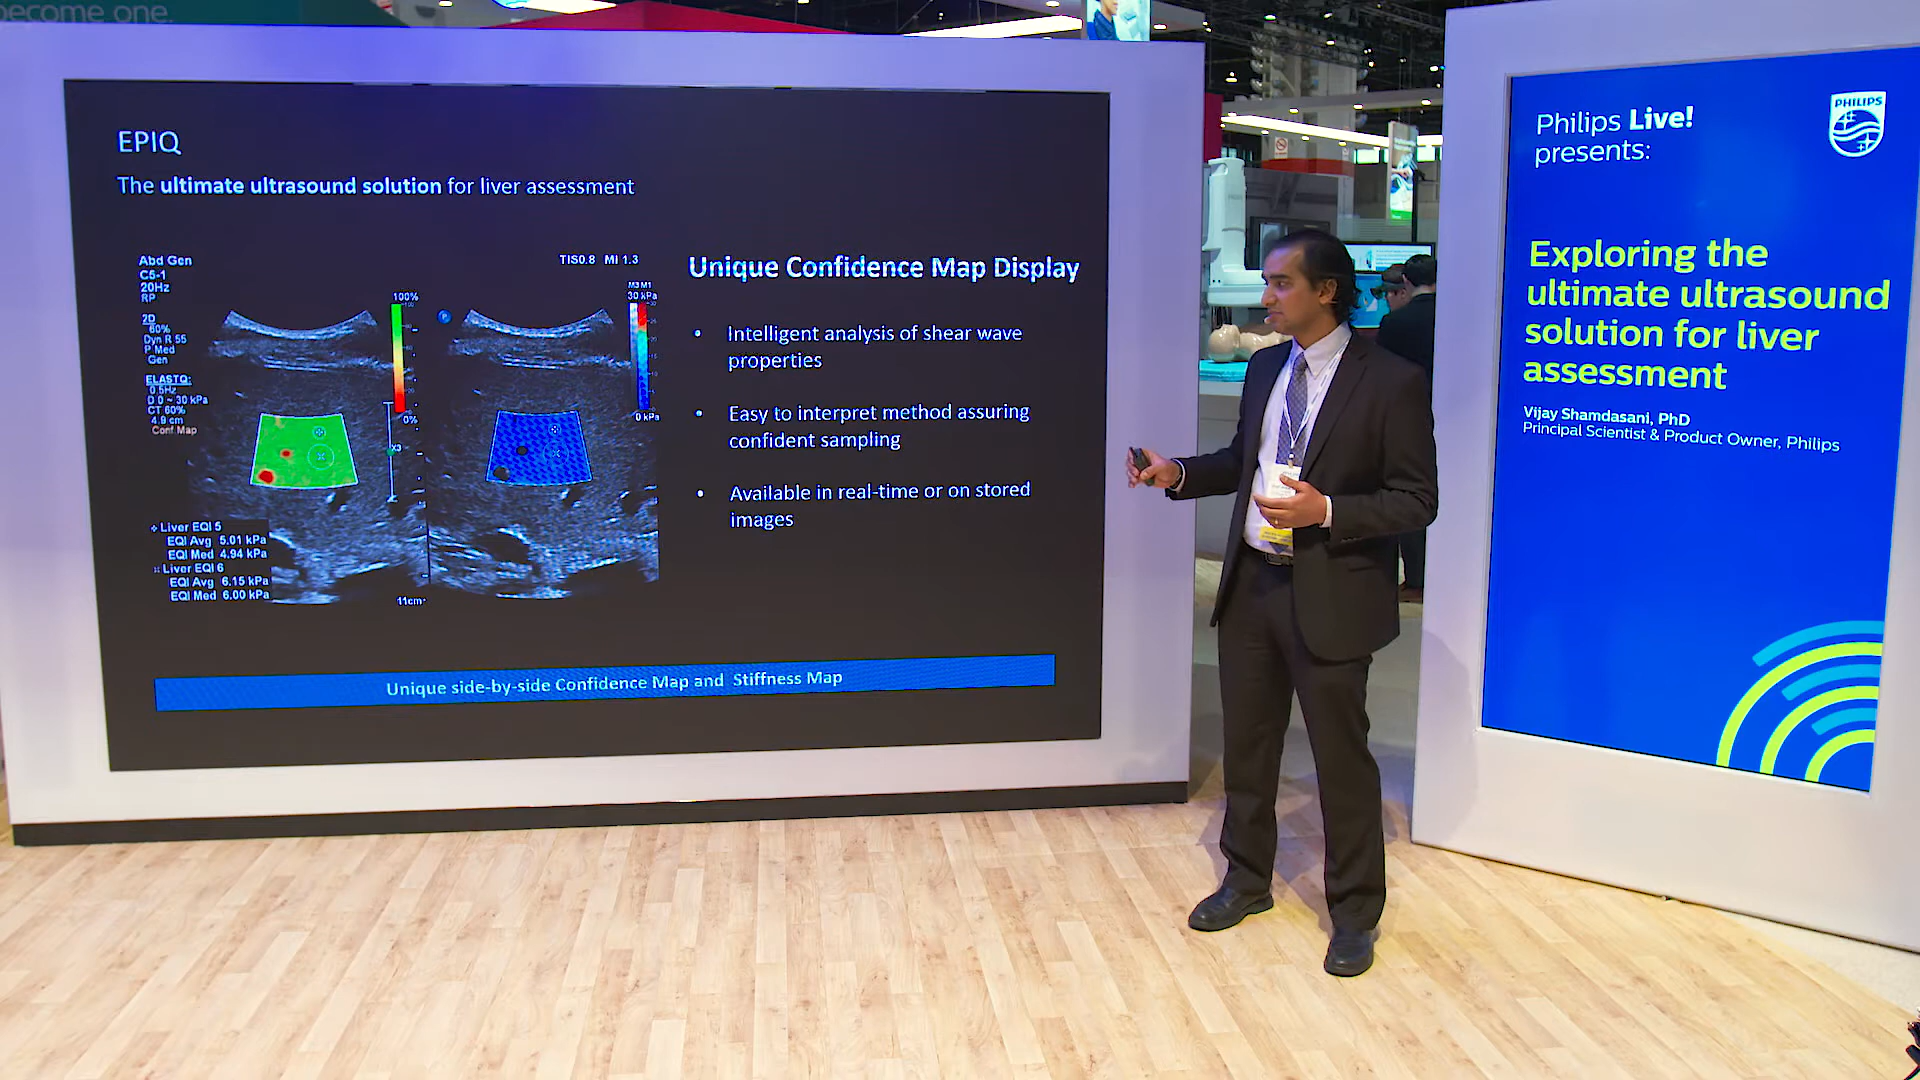 become one.
EPIQ
The ultimate ultrasound solution for liver assessment
Abd Gen
C5-1
20Hz
RP
2D
60%
Dyn R 55
P Med
Gen
ELASTQ:
0.5Hz
D 0 ~ 30 kPa
CT 60%
4.9 cm
Conf Map
100%
0%
X3
Liver EQI 5
EQI Avg 5.01 kPa
EQI Med 4.94 kPa
Liver EQI 6
EQI Avg 6.15 kPa
EQI Med 6.00 kPa
11cm
TIS0.8 MI 1.3
M3 M1
30 kPa
0 kPa
P
Unique Confidence Map Display
• Intelligent analysis of shear wave
properties
• Easy to interpret method assuring
confident sampling
• Available in real-time or on stored
images
Unique side-by-side Confidence Map and Stiffness Map
Philips Live!
presents:
PHILIPS
Exploring the
ultimate ultrasound
solution for liver
assessment
Vijay Shamdasani, PhD
Principal Scientist & Product Owner, Philips